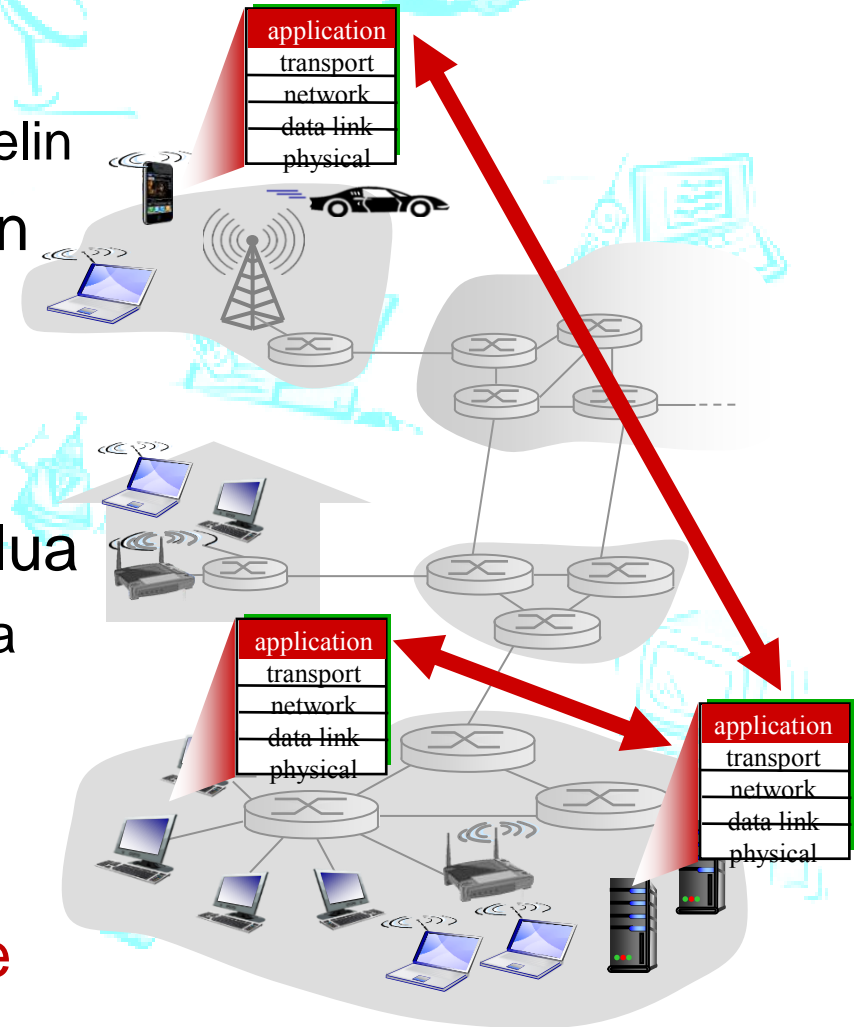 application
transport
network
data link
physical
elin
n
lua
a
application
transport
network
data link
physical
application
transport
network
data link
physical
e